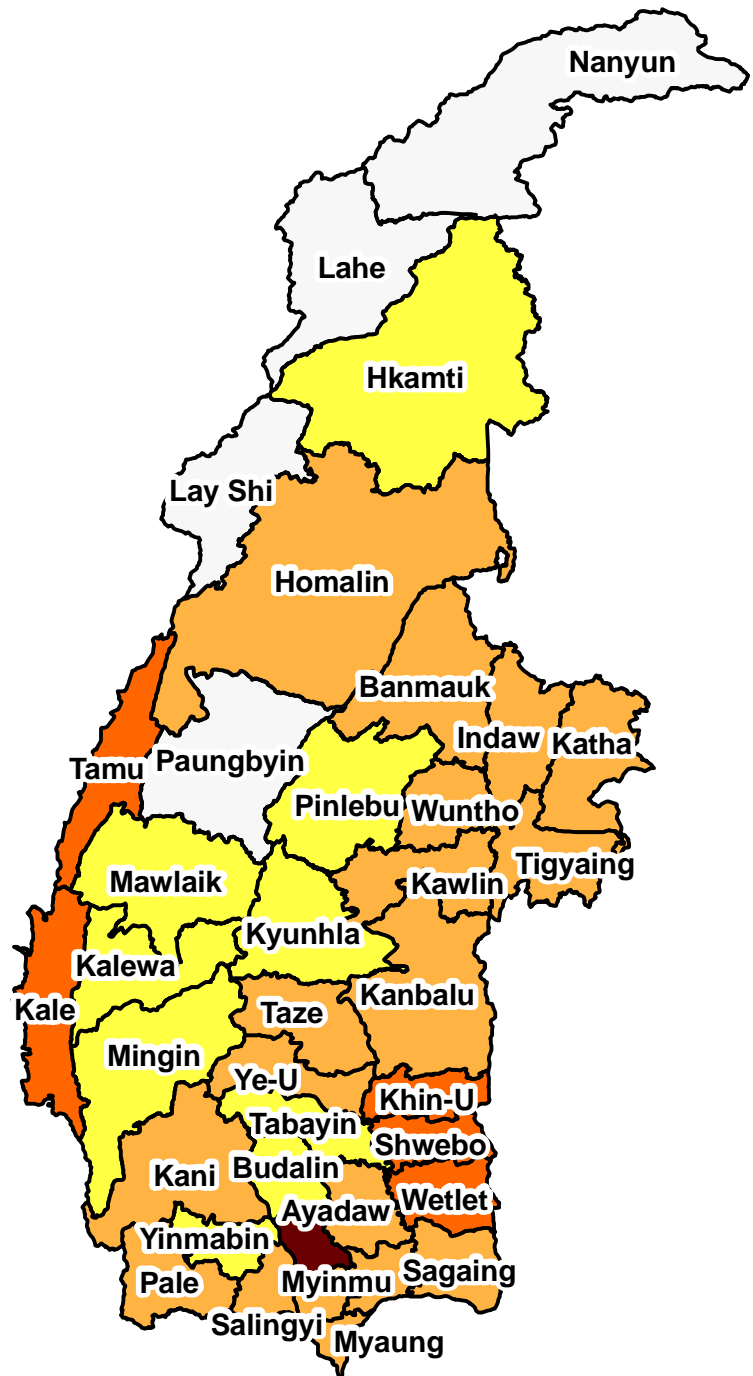 Nanyun
Lahe
Hkamti
Lay Shi
Homalin
Banmauk
Indaw
Katha
Tamu
Paungbyin
Pinlebu
Wuntho
Tigyaing
Mawlaik
Kawlin
Kyunhla
Kalewa
Kanbalu
Kale
Taze
Mingin
Ye-U
Khin-U
Tabayin
Shwebo
Budalin
Kani
Wetlet
Ayadaw
Yinmabin
Sagaing
Pale
Myinmu
Salingyi
Myaung